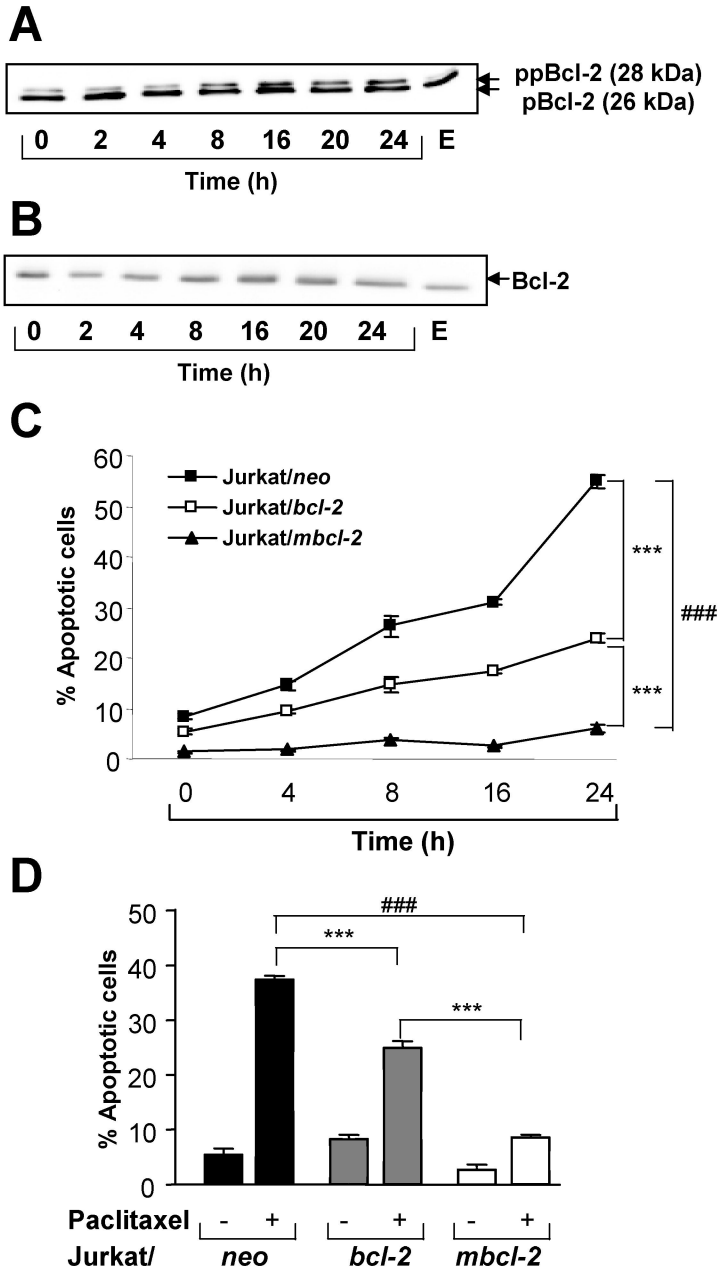 A
ppBcl-2 (28 kDa)
pBcl-2 (26 kDa)
0 2 4 8 16 20 24 E
Time (h)
B
Bcl-2
0 2 4 8 16 20 24 E
Time (h)
C
60
50
40
30
20
10
0
% Apoptotic cells
Jurkat/neo
Jurkat/bcl-2
Jurkat/mbcl-2
***
###
***
0 4 8 16 24
Time (h)
D
50
40
30
20
10
0
% Apoptotic cells
###
***
***
Paclitaxel - + - + - +
Jurkat/ neo bcl-2 mbcl-2